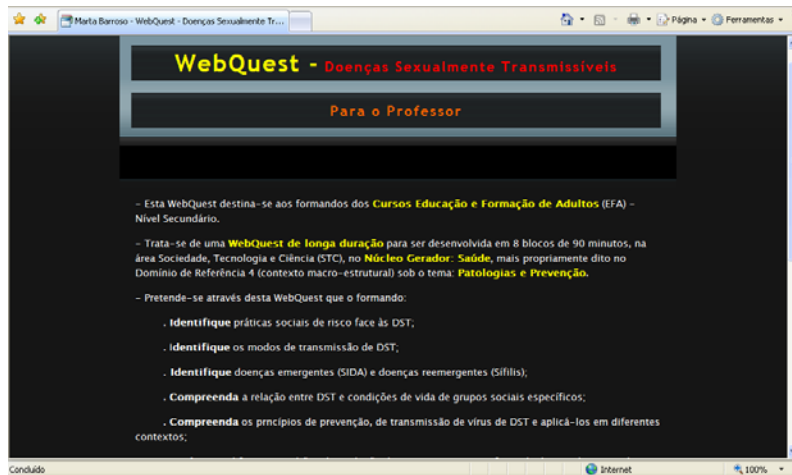 Marta Barroso - WebQuest - Doenças Sexualmente Tr...
Página
Ferramentas
WebQuest - Doenças Sexualmente Transmissíveis
Para o Professor
- Esta WebQuest destina-se aos formandos dos Cursos Educação e Formação de Adultos (EFA) -
Nível Secundário.
- Trata-se de uma WebQuest de longa duração para ser desenvolvida em 8 blocos de 90 minutos, na
área Sociedade, Tecnologia e Ciência (STC), no Núcleo Gerador: Saúde, mais propriamente dito no
Domínio de Referência 4 (contexto macro-estrutural) sob o tema: Patologias e Prevenção.
- Pretende-se através desta WebQuest que o formando:
. Identifique práticas sociais de risco face às DST;
. Identifique os modos de transmissão de DST;
. Identifique doenças emergentes (SIDA) e doenças reemergentes (Sífilis);
. Compreenda a relação entre DST e condições de vida de grupos sociais específicos;
. Compreenda os prncípios de prevenção, de transmissão de vírus de DST e aplicá-los em diferentes
contextos;
Concluído
Internet
100%